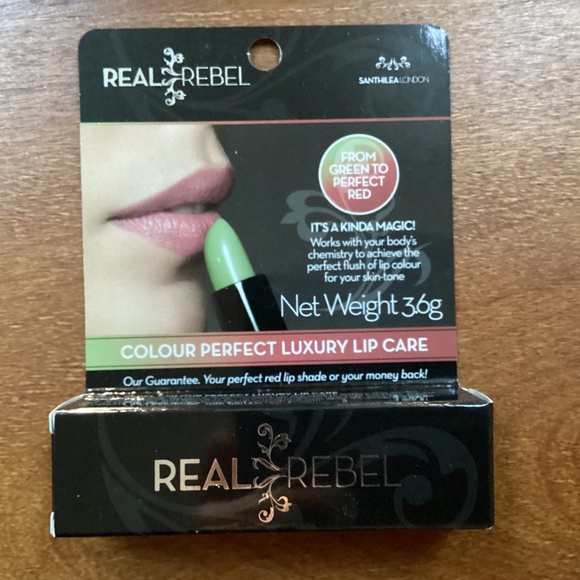 REAL REBEL
SANTHILEA LONDON
FROM
GREEN TO
PERFECT
RED
IT'S A KINDA MAGIC!
Works with your body's
chemistry to achieve the
perfect flush of lip colour
for your skin-tone
Net Weight 3.6g
COLOUR PERFECT LUXURY LIP CARE
Our Guarantee. Your perfect red lip shade or your money back!
REAL REBEL